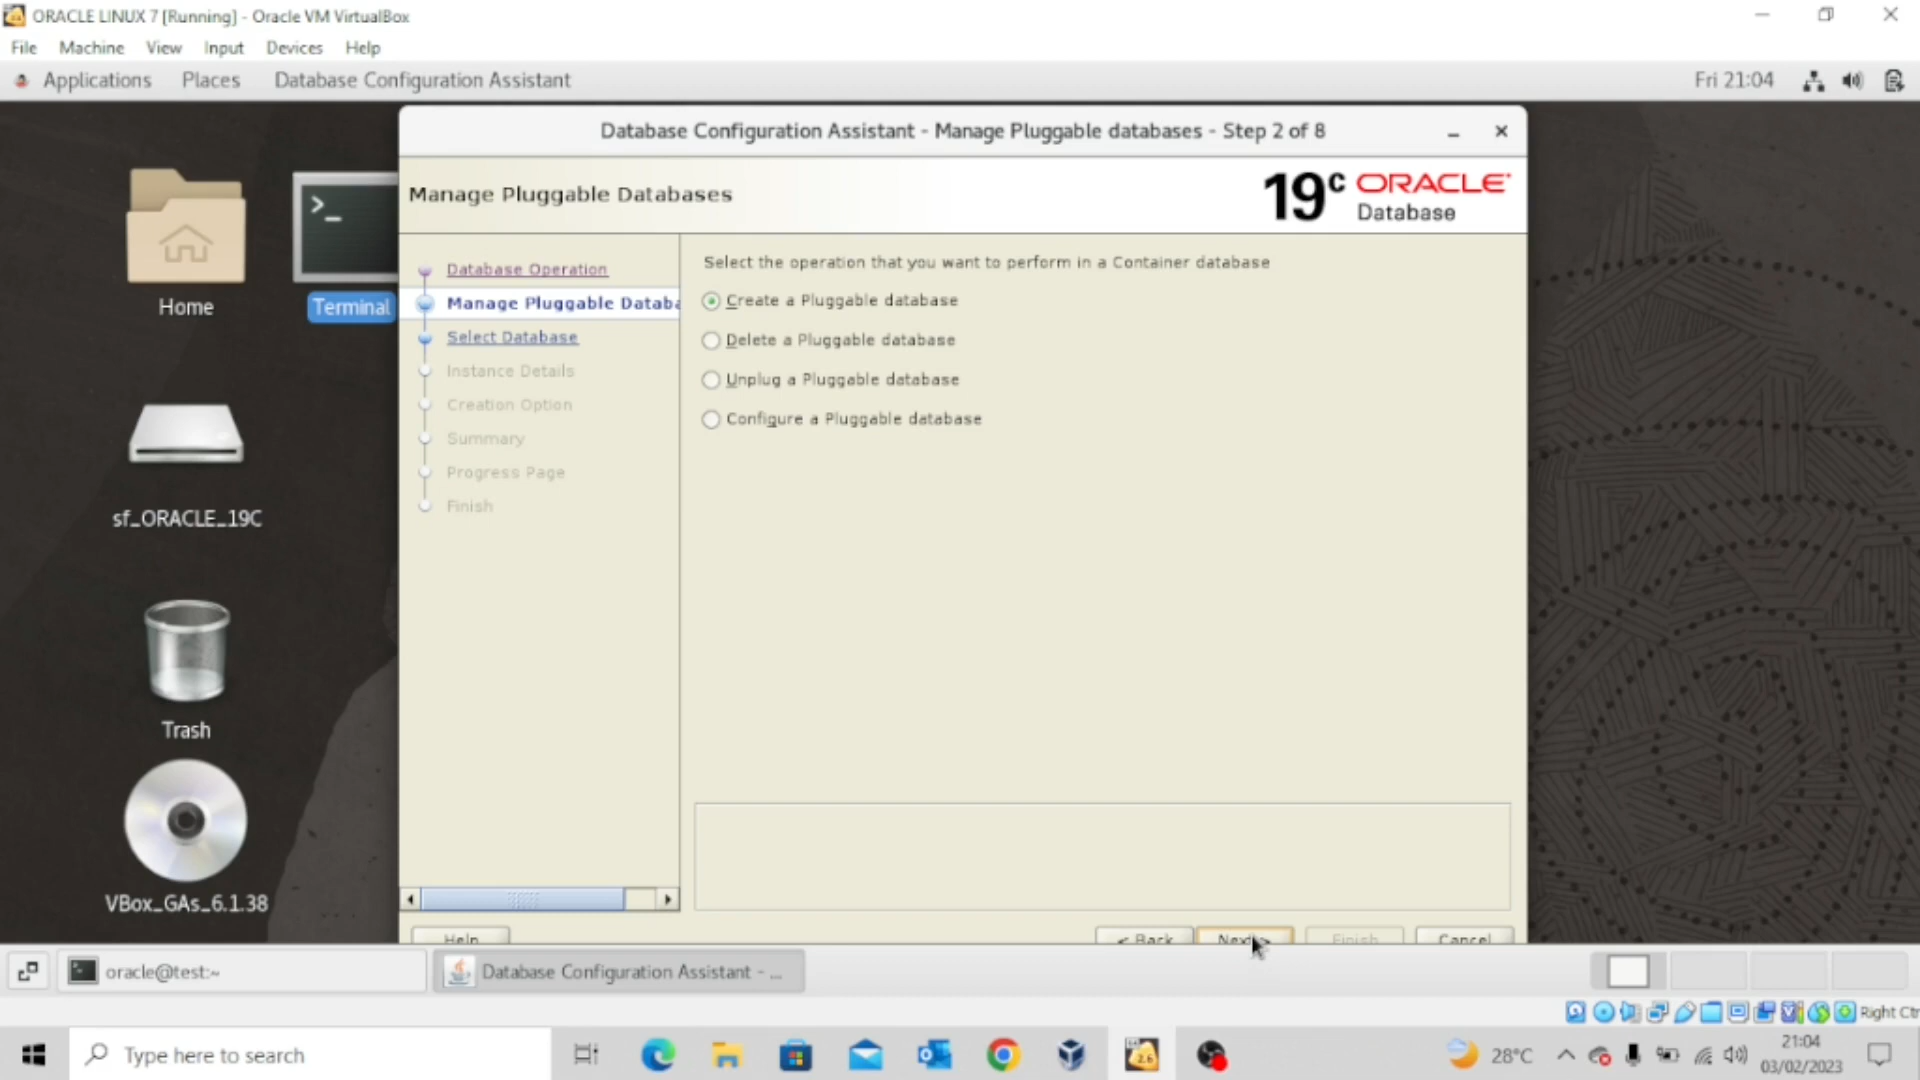 ORACLE LINUX 7 [Running] - Oracle VM VirtualBox
File Machine View Input Devices Help
Applications Places Database Configuration Assistant Fri 21:04
Database Configuration Assistant - Manage Pluggable databases - Step 2 of 8
Manage Pluggable Databases
19c ORACLE
Database
Home
Terminal
sf_ORACLE_19C
Trash
VBox_GAs_6.1.38
Database Operation
Manage Pluggable Databa
Select Database
Instance Details
Creation Option
Summary
Progress Page
Finish
Select the operation that you want to perform in a Container database
Create a Pluggable database
Delete a Pluggable database
Unplug a Pluggable database
Configure a Pluggable database
Help < Back Next > Finish Cancel
oracle@test:~ Database Configuration Assistant - ...
Right Ctr
Type here to search
2.6
28°C
21:04
03/02/2023